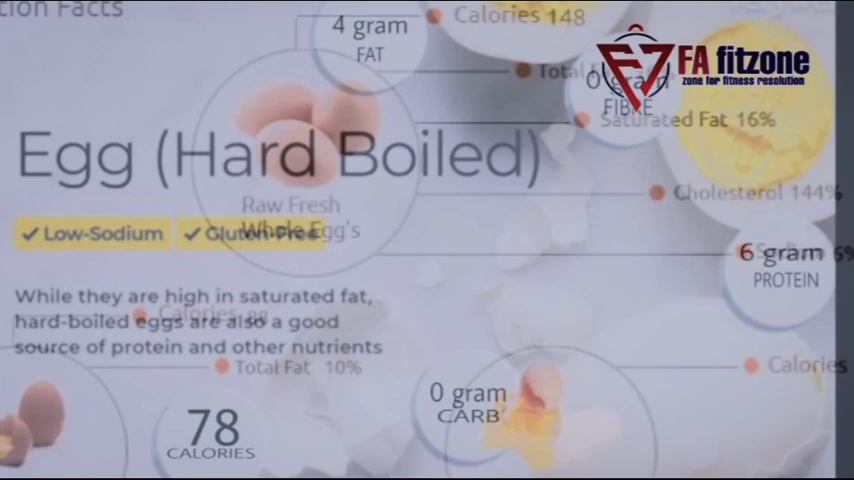 tion Facts
4 gram
FAT
Calories 148
FA fitzone
zone for fitness resolution
Total
0 gram
FIBRE
Saturated Fat 16%
Egg (Hard Boiled)
Cholesterol 144%
Raw Fresh
Whole Egg's
✓ Low-Sodium
✓ Gluten-Free
6%
6 gram
PROTEIN
While they are high in saturated fat,
hard-boiled eggs are also a good
source of protein and other nutrients
Calories
Total Fat 10%
Calories
78
CALORIES
0 gram
CARB